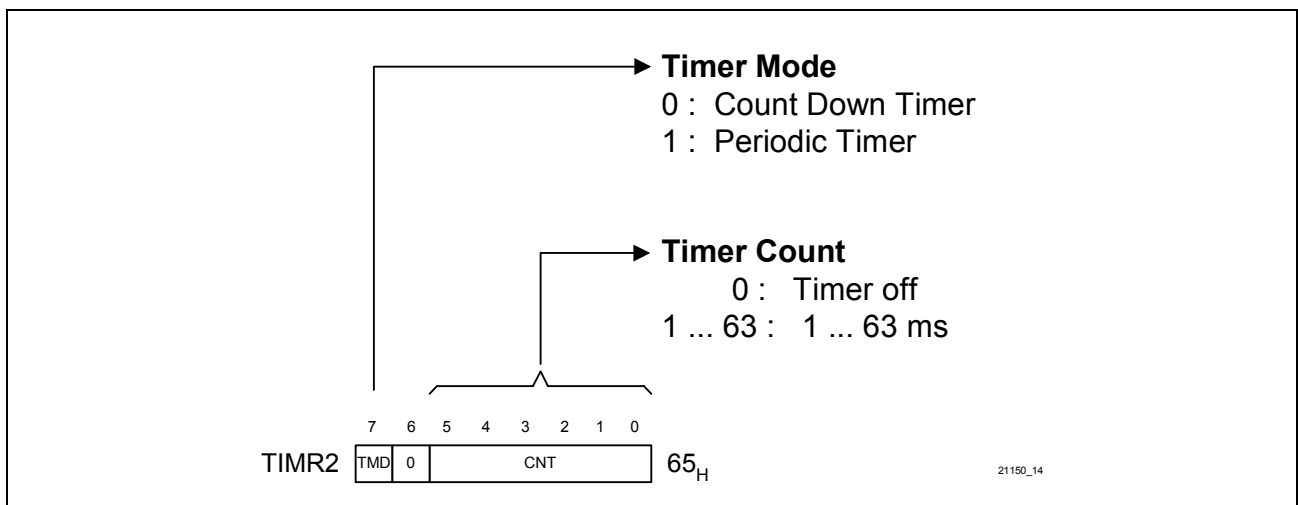 Timer Mode
0 : Count Down Timer
1 : Periodic Timer
Timer Count
0 : Timer off
1 ... 63 : 1 ... 63 ms
7 6 5 4 3 2 1 0
TIMR2 TMD 0 CNT 65H
21150_14